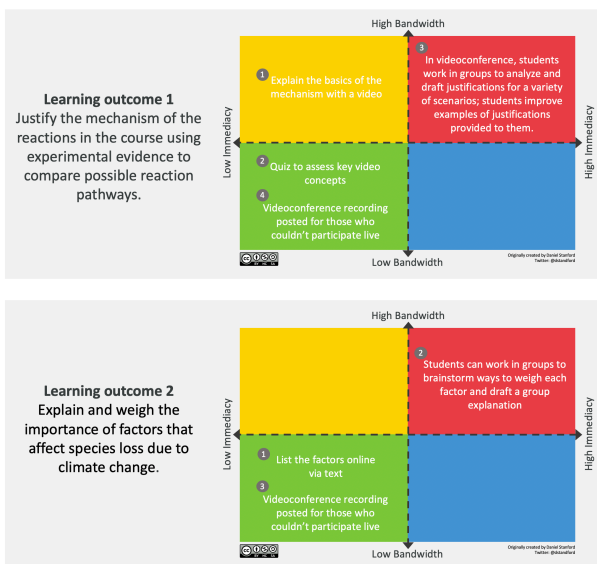 High Bandwidth
Learning outcome 1
Justify the mechanism of the
reactions in the course using
experimental evidence to
compare possible reaction
pathways.
Low Immediacy
1
Explain the basics of the
mechanism with a video
3
In videoconference, students
work in groups to analyze and
draft justifications for a variety
of scenarios; students improve
examples of justifications
provided to them.
2
Quiz to assess key video
concepts
4
Videoconference recording
posted for those who
couldn't participate live
High Immediacy
Low Bandwidth
Originally created by Daniel Stanford
Twitter: @dstandford
High Bandwidth
Learning outcome 2
Explain and weigh the
importance of factors that
affect species loss due to
climate change.
Low Immediacy
2
Students can work in groups to
brainstorm ways to weigh each
factor and draft a group
explanation
1
List the factors online
via text
3
Videoconference recording
posted for those who
couldn't participate live
High Immediacy
Low Bandwidth
Originally created by Daniel Stanford
Twitter: @dstandford